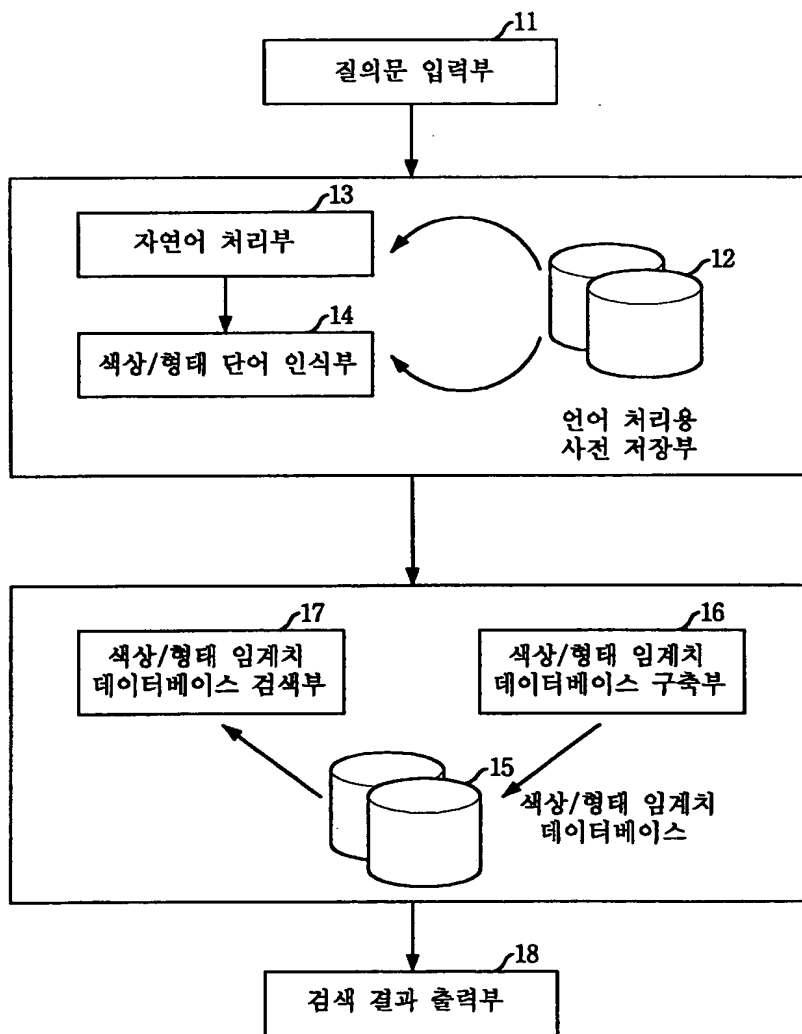 11
질의문 입력부
13
자연어 처리부
12
14
색상/형태 단어 인식부
언어 처리용
사전 저장부
17
색상/형태 임계치
데이터베이스 검색부
16
색상/형태 임계치
데이터베이스 구축부
15
색상/형태 임계치
데이터베이스
18
검색 결과 출력부